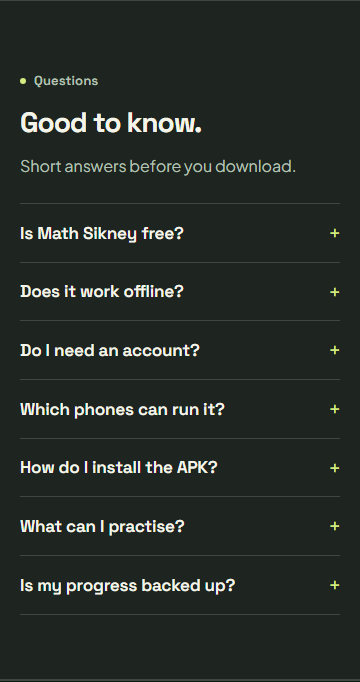 Questions
Good to know.
Short answers before you download.
Is Math Sikney free? +
Does it work offline? +
Do I need an account? +
Which phones can run it? +
How do I install the APK? +
What can I practise? +
Is my progress backed up? +